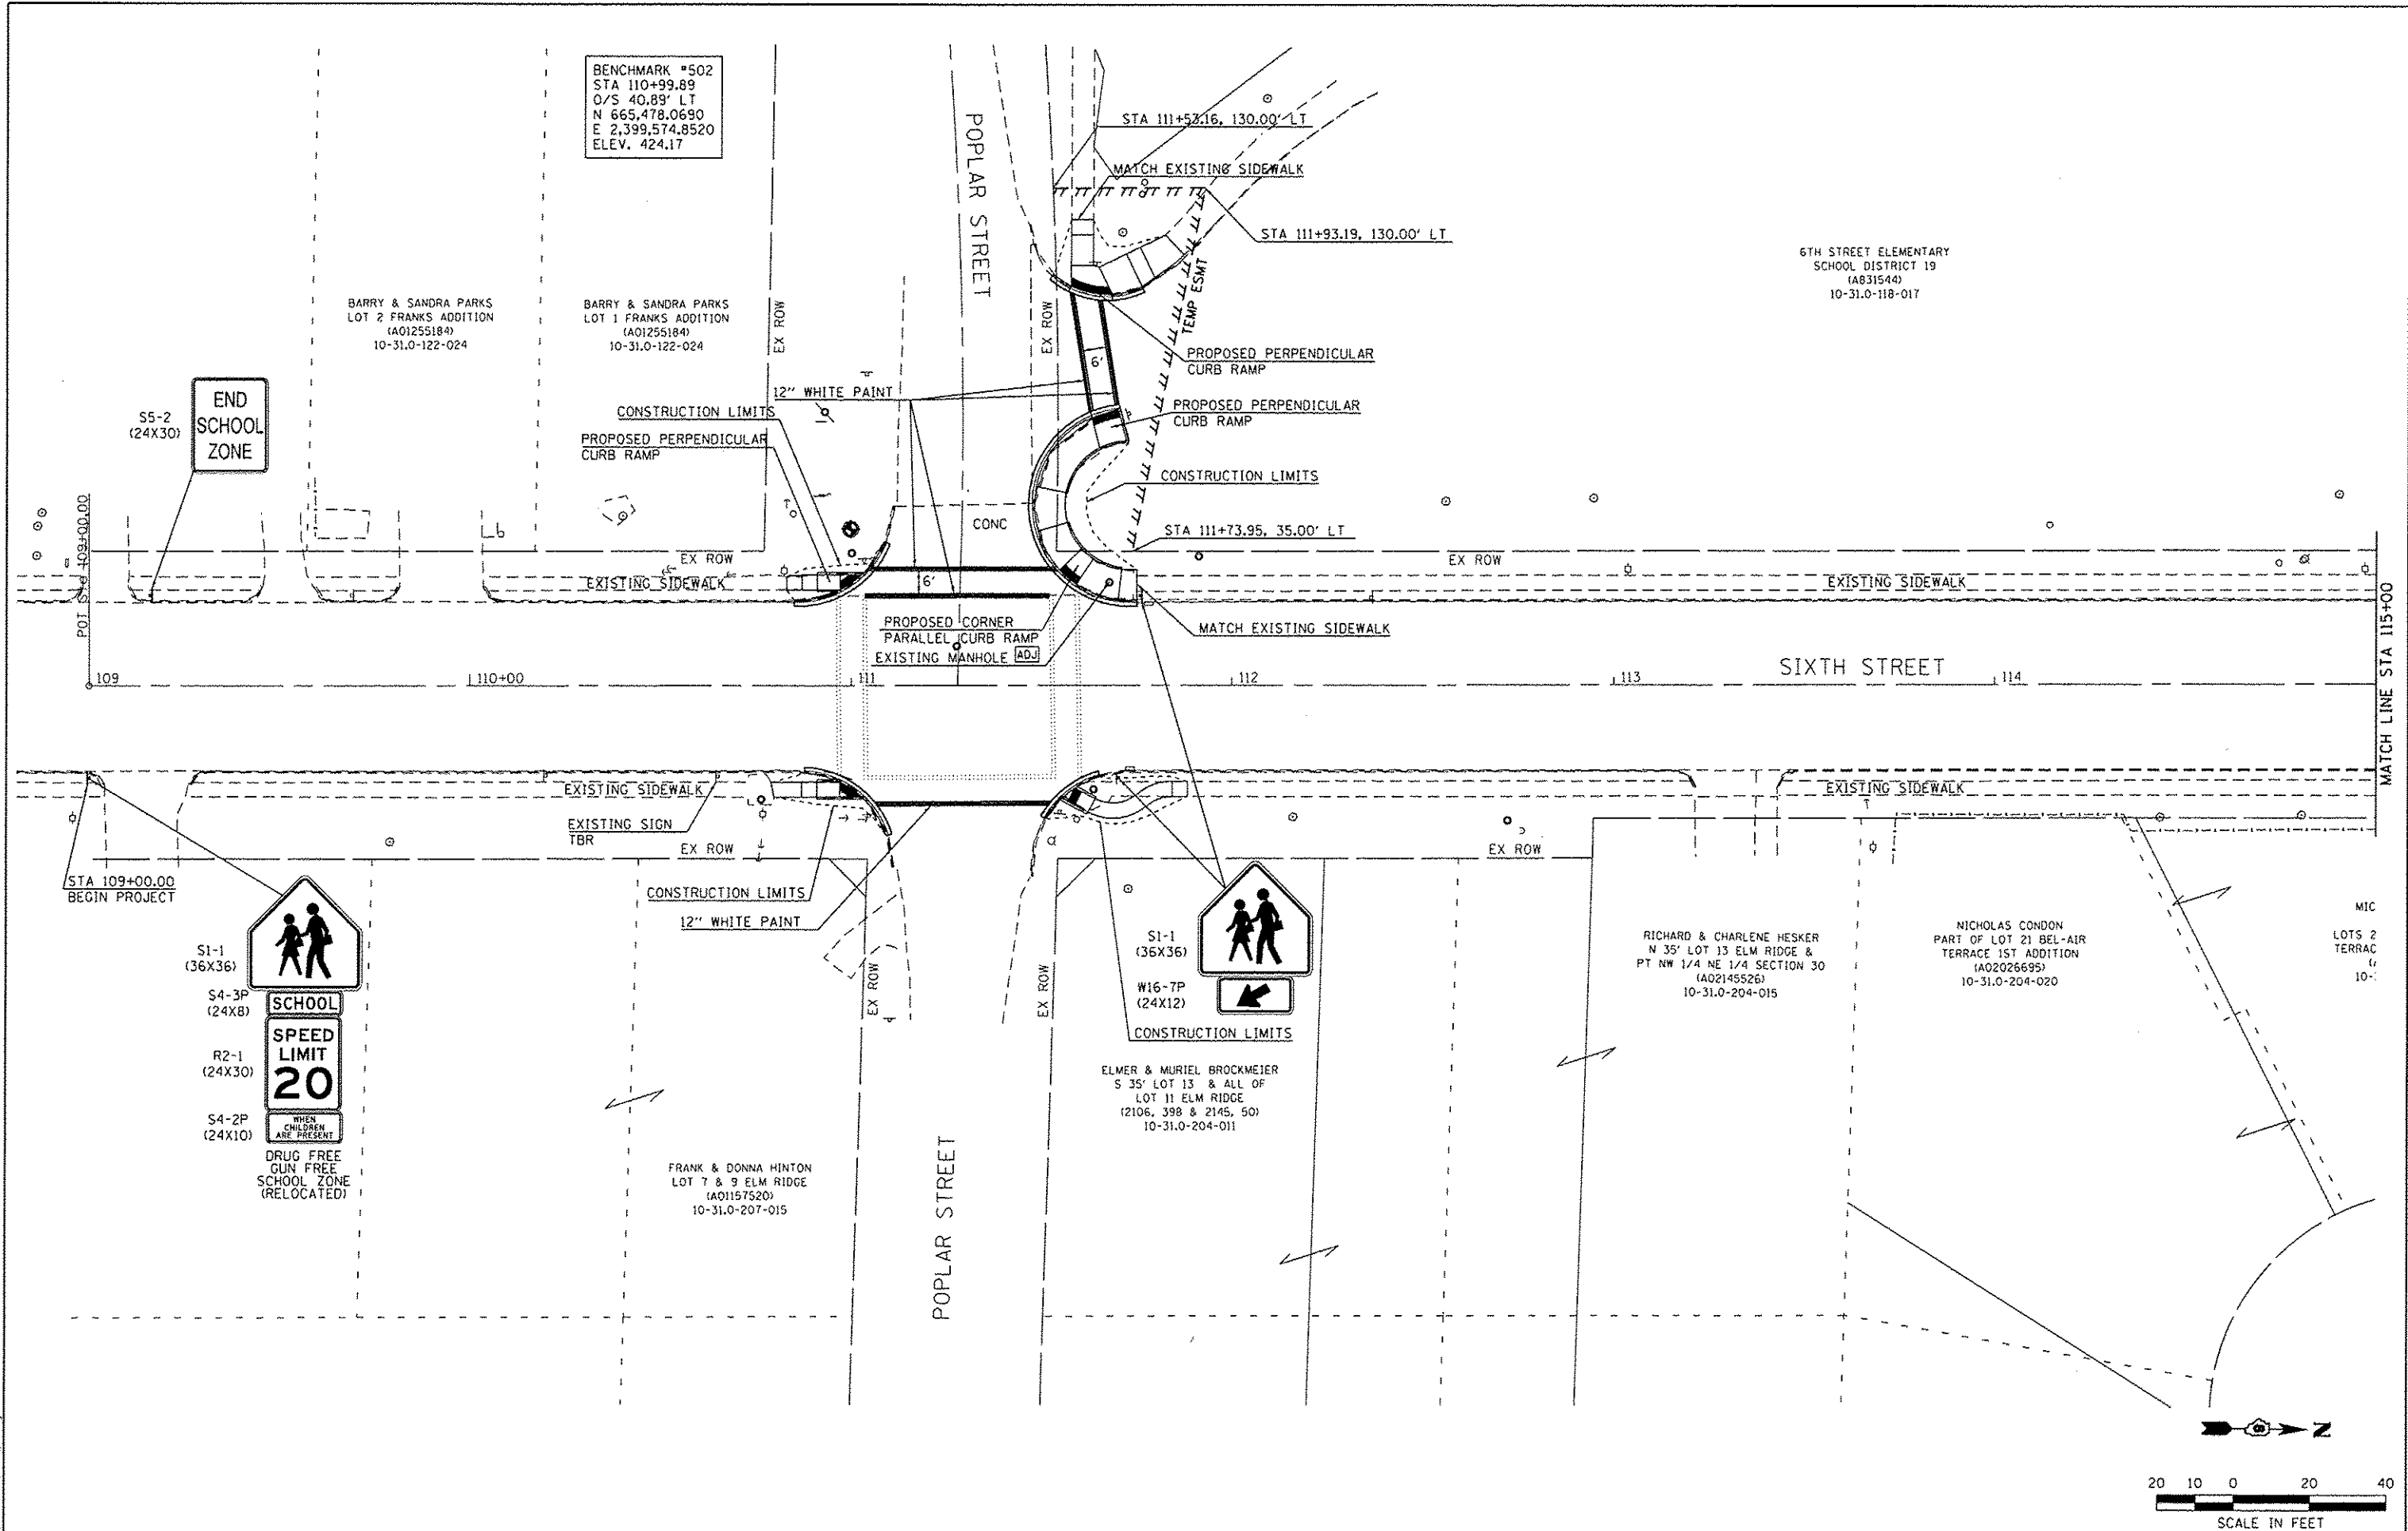 BENCHMARK #502
STA 110+99.89
O/S 40.89' LT
N 665,478.0690
E 2,399,574.8520
ELEV. 424.17
POPLAR STREET
STA 111+53.16, 130.00' LT
MATCH EXISTING SIDEWALK
STA 111+93.19, 130.00' LT
6TH STREET ELEMENTARY
SCHOOL DISTRICT 19
(A831544)
10-31.0-118-017
BARRY & SANDRA PARKS
LOT 2 FRANKS ADDITION
(A01255184)
10-31.0-122-024
BARRY & SANDRA PARKS
LOT 1 FRANKS ADDITION
(A01255184)
10-31.0-122-024
EX ROW
EX ROW
TEMP ESMT
PROPOSED PERPENDICULAR
CURB RAMP
6'
12" WHITE PAINT
CONSTRUCTION LIMITS
PROPOSED PERPENDICULAR
CURB RAMP
PROPOSED PERPENDICULAR
CURB RAMP
S5-2
(24X30)
END
SCHOOL
ZONE
CONSTRUCTION LIMITS
CONC
STA 111+73.95, 35.00' LT
EX ROW
EX ROW
EXISTING SIDEWALK
6'
EXISTING SIDEWALK
PROPOSED CORNER
PARALLEL CURB RAMP
EXISTING MANHOLE ADJ
MATCH EXISTING SIDEWALK
109
110+00
111
112
113
114
SIXTH STREET
MATCH LINE STA 115+00
EXISTING SIDEWALK
EXISTING SIDEWALK
EXISTING SIGN
TBR
EX ROW
EX ROW
STA 109+00.00
BEGIN PROJECT
CONSTRUCTION LIMITS
12" WHITE PAINT
S1-1
(36X36)
S4-3P
(24X8)
SCHOOL
R2-1
(24X30)
SPEED
LIMIT
20
S4-2P
(24X10)
WHEN
CHILDREN
ARE PRESENT
DRUG FREE
GUN FREE
SCHOOL ZONE
(RELOCATED)
EX ROW
EX ROW
S1-1
(36X36)
W16-7P
(24X12)
CONSTRUCTION LIMITS
RICHARD & CHARLENE HESKER
N 35' LOT 13 ELM RIDGE &
PT NW 1/4 NE 1/4 SECTION 30
(A02145526)
10-31.0-204-015
NICHOLAS CONDON
PART OF LOT 21 BEL-AIR
TERRACE 1ST ADDITION
(A02026695)
10-31.0-204-020
MIC
LOTS 2
TERRAC
ELMER & MURIEL BROCKMEIER
S 35' LOT 13 & ALL OF
LOT 11 ELM RIDGE
(2106, 398 & 2145, 50)
10-31.0-204-011
FRANK & DONNA HINTON
LOT 7 & 9 ELM RIDGE
(A01157520)
10-31.0-207-015
POPLAR STREET
N
20 10 0 20 40
SCALE IN FEET